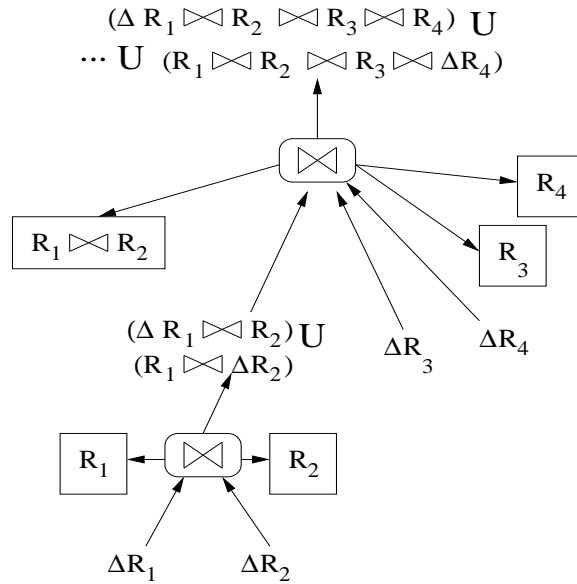 (Δ R₁ ⋈ R₂ ⋈ R₃ ⋈ R₄) U
... U (R₁ ⋈ R₂ ⋈ R₃ ⋈ ΔR₄)
⋈
R₄
R₁ ⋈ R₂
R₃
(Δ R₁ ⋈ R₂) U
(R₁ ⋈ ΔR₂)
ΔR₃
ΔR₄
R₁
⋈
R₂
ΔR₁
ΔR₂